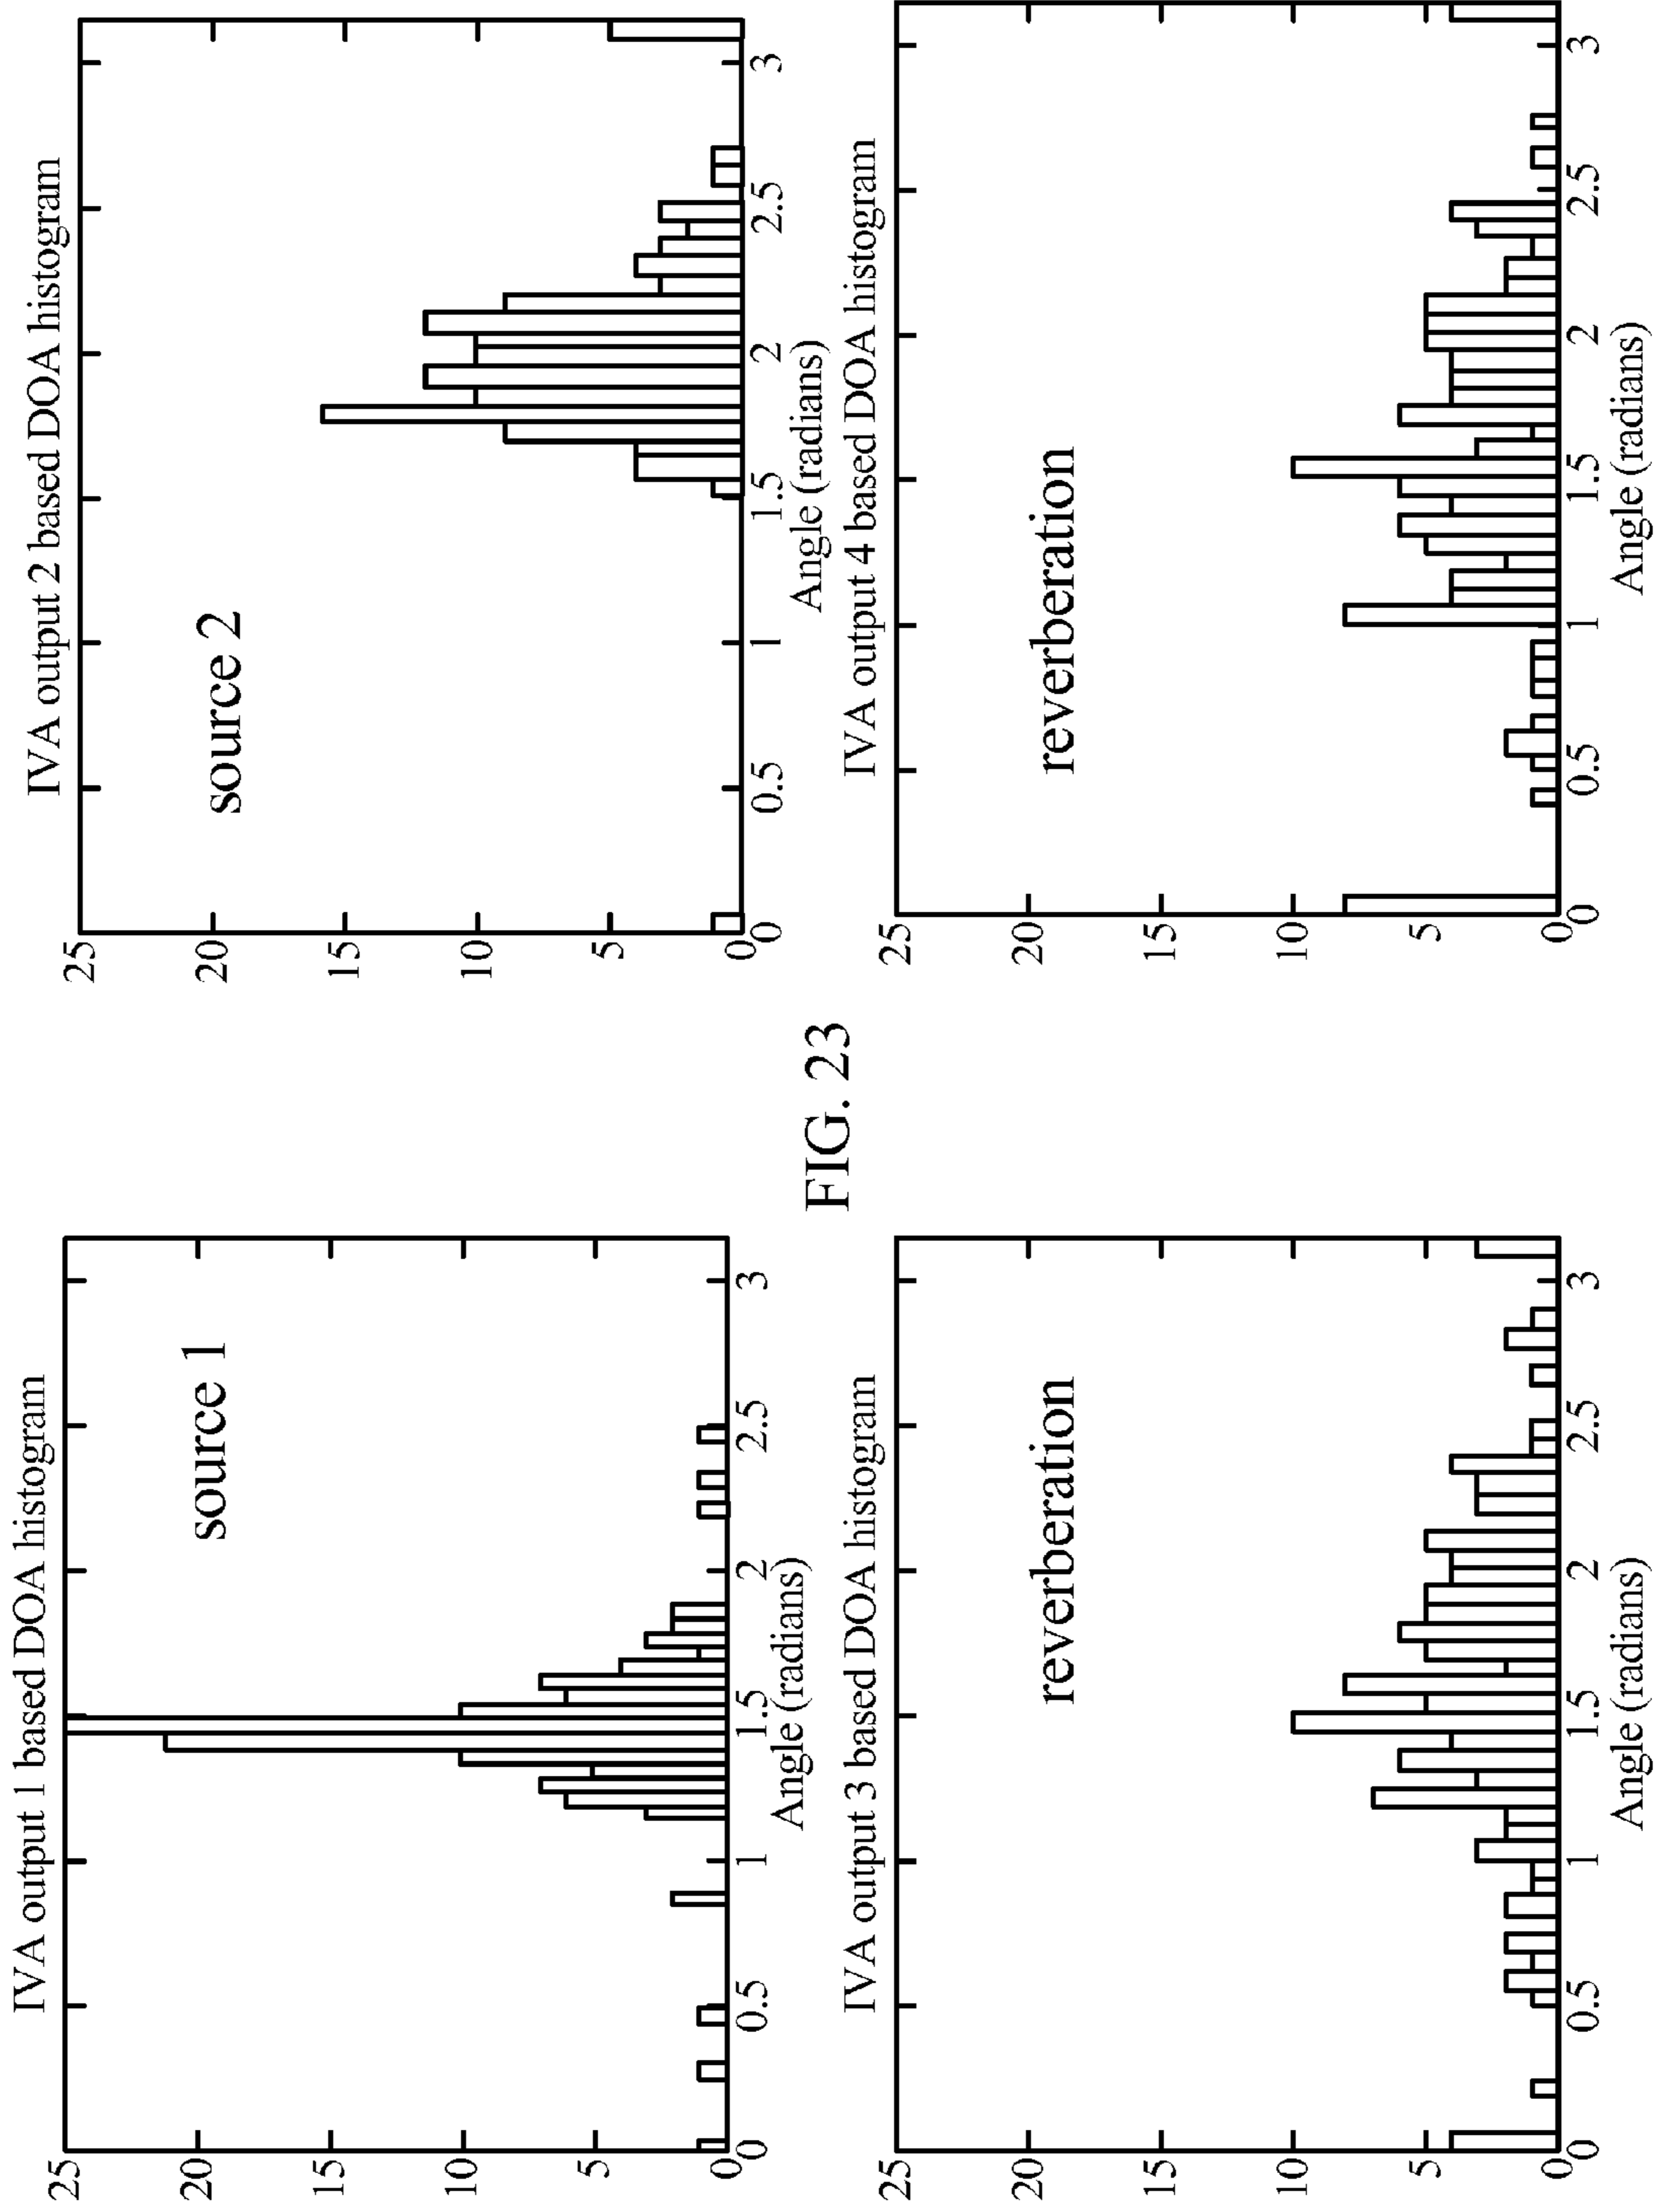 IVA output 1 based DOA histogram
25
20
15
10
5
0
source 1
0 0.5 1 1.5 2 2.5 3
Angle (radians)
IVA output 2 based DOA histogram
25
20
15
10
5
0
source 2
0 0.5 1 1.5 2 2.5 3
Angle (radians)
IVA output 3 based DOA histogram
25
20
15
10
5
0
reverberation
0 0.5 1 1.5 2 2.5 3
Angle (radians)
IVA output 4 based DOA histogram
25
20
15
10
5
0
reverberation
0 0.5 1 1.5 2 2.5 3
Angle (radians)
FIG. 23